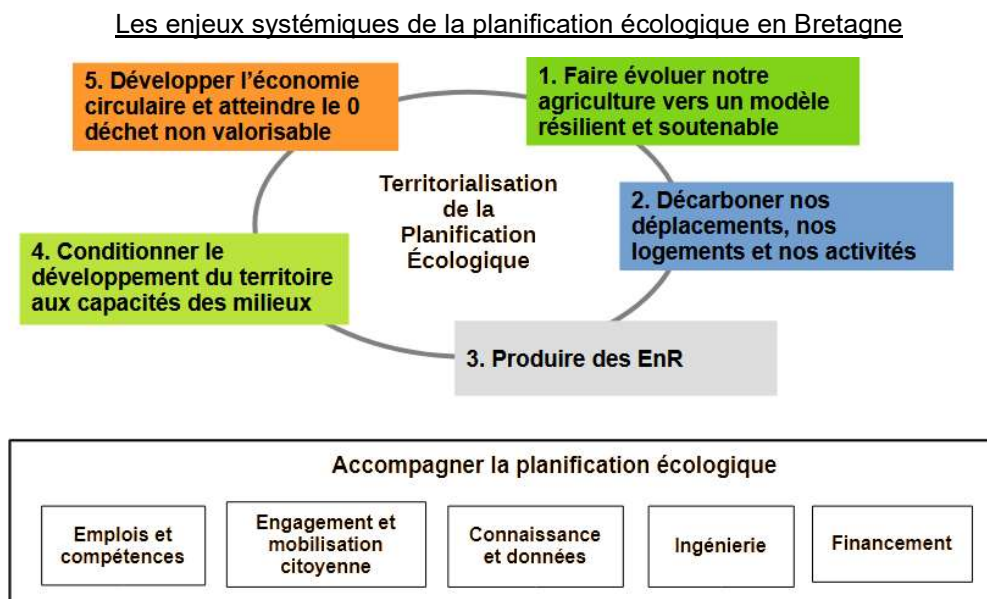 Les enjeux systémiques de la planification écologique en Bretagne
5. Développer l'économie
circulaire et atteindre le 0
déchet non valorisable
1. Faire évoluer notre
agriculture vers un modèle
résilient et soutenable
Territorialisation
de la
Planification
Écologique
2. Décarboner nos
déplacements, nos
logements et nos activités
4. Conditionner le
développement du territoire
aux capacités des milieux
3. Produire des EnR
Accompagner la planification écologique
Emplois et
compétences
Engagement et
mobilisation
citoyenne
Connaissance
et données
Ingénierie
Financement